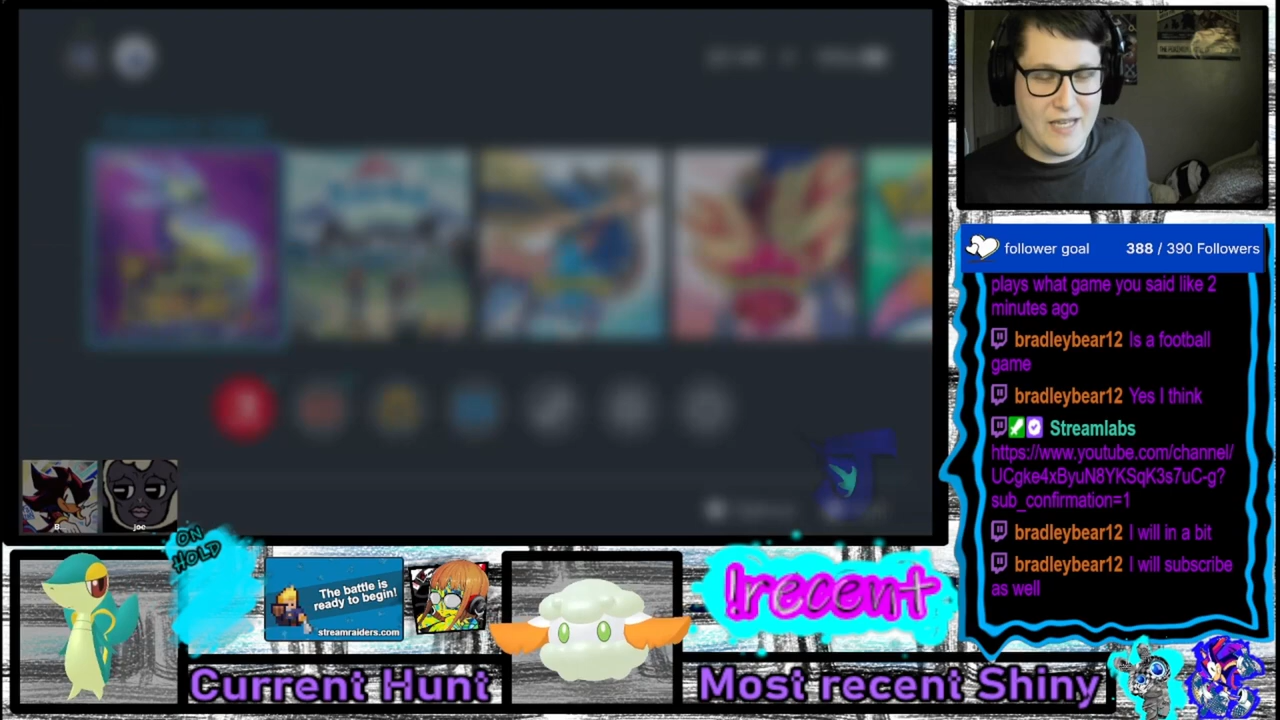 follower goal 388 / 390 Followers
plays what game you said like 2
minutes ago
bradleybear12 Is a football
game
bradleybear12 Yes I think
Streamlabs
https://www.youtube.com/channel/
UCgke4xByuN8YKSqK3s7uC-g?
sub_confirmation=1
bradleybear12 I will in a bit
bradleybear12 I will subscribe
as well
B.
joe
ON
HOLD
The battle is
ready to begin!
streamraiders.com
!recent
Current Hunt
Most recent Shiny